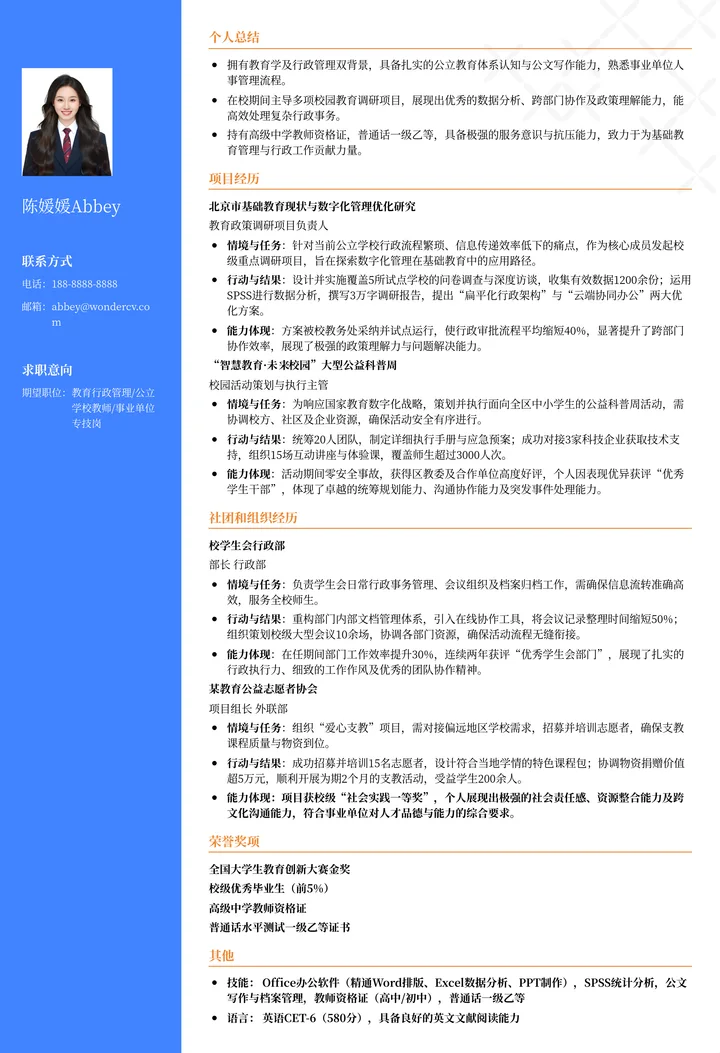 陈媛媛Abbey
联系方式
电话：188-8888-8888
邮箱：abbey@wondercv.co
m
求职意向
期望职位：教育行政管理/公立
学校教师/事业单位
专技岗
个人总结
• 拥有教育学及行政管理双背景，具备扎实的公立教育体系认知与公文写作能力，熟悉事业单位人
事管理流程。
• 在校期间主导多项校园教育调研项目，展现出优秀的数据分析、跨部门协作及政策理解能力，能
高效处理复杂行政事务。
• 持有高级中学教师资格证，普通话一级乙等，具备极强的服务意识与抗压能力，致力于为基础教
育管理与行政工作贡献力量。
项目经历
北京市基础教育现状与数字化管理优化研究
教育政策调研项目负责人
• 情境与任务：针对当前公立学校行政流程繁琐、信息传递效率低下的痛点，作为核心成员发起校
级重点调研项目，旨在探索数字化管理在基础教育中的应用路径。
• 行动与结果：设计并实施覆盖5所试点学校的问卷调查与深度访谈，收集有效数据1200余份；运用
SPSS进行数据分析，撰写3万字调研报告，提出“扁平化行政架构”与“云端协同办公”两大优
化方案。
• 能力体现：方案被校教务处采纳并试点运行，使行政审批流程平均缩短40%，显著提升了跨部门
协作效率，展现了极强的政策理解力与问题解决能力。
“智慧教育·未来校园”大型公益科普周
校园活动策划与执行主管
• 情境与任务：为响应国家教育数字化战略，策划并执行面向全区中小学生的公益科普周活动，需
协调校方、社区及企业资源，确保活动安全有序进行。
• 行动与结果：统筹20人团队，制定详细执行手册与应急预案；成功对接3家科技企业获取技术支
持，组织15场互动讲座与体验课，覆盖师生超过3000人次。
• 能力体现：活动期间零安全事故，获得区教委及合作单位高度好评，个人因表现优异获评“优秀
学生干部”，体现了卓越的统筹规划能力、沟通协作能力及突发事件处理能力。
社团和组织经历
校学生会行政部
部长 行政部
• 情境与任务：负责学生会日常行政事务管理、会议组织及档案归档工作，需确保信息流转准确高
效，服务全校师生。
• 行动与结果：重构部门内部文档管理体系，引入在线协作工具，将会议记录整理时间缩短50%；
组织策划校级大型会议10余场，协调各部门资源，确保活动流程无缝衔接。
• 能力体现：在任期间部门工作效率提升30%，连续两年获评“优秀学生会部门”，展现了扎实的
行政执行力、细致的工作作风及优秀的团队协作精神。
某教育公益志愿者协会
项目组长 外联部
• 情境与任务：组织“爱心支教”项目，需对接偏远地区学校需求，招募并培训志愿者，确保支教
课程质量与物资到位。
• 行动与结果：成功招募并培训15名志愿者，设计符合当地学情的特色课程包；协调物资捐赠价值
超5万元，顺利开展为期2个月的支教活动，受益学生200余人。
• 能力体现：项目获校级“社会实践一等奖”，个人展现出极强的社会责任感、资源整合能力及跨
文化沟通能力，符合事业单位对人才品德与能力的综合要求。
荣誉奖项
全国大学生教育创新大赛金奖
校级优秀毕业生（前5%）
高级中学教师资格证
普通话水平测试一级乙等证书
其他
• 技能： Office办公软件（精通Word排版、Excel数据分析、PPT制作），SPSS统计分析，公文
写作与档案管理，教师资格证（高中/初中），普通话一级乙等
• 语言： 英语CET-6（580分），具备良好的英文文献阅读能力